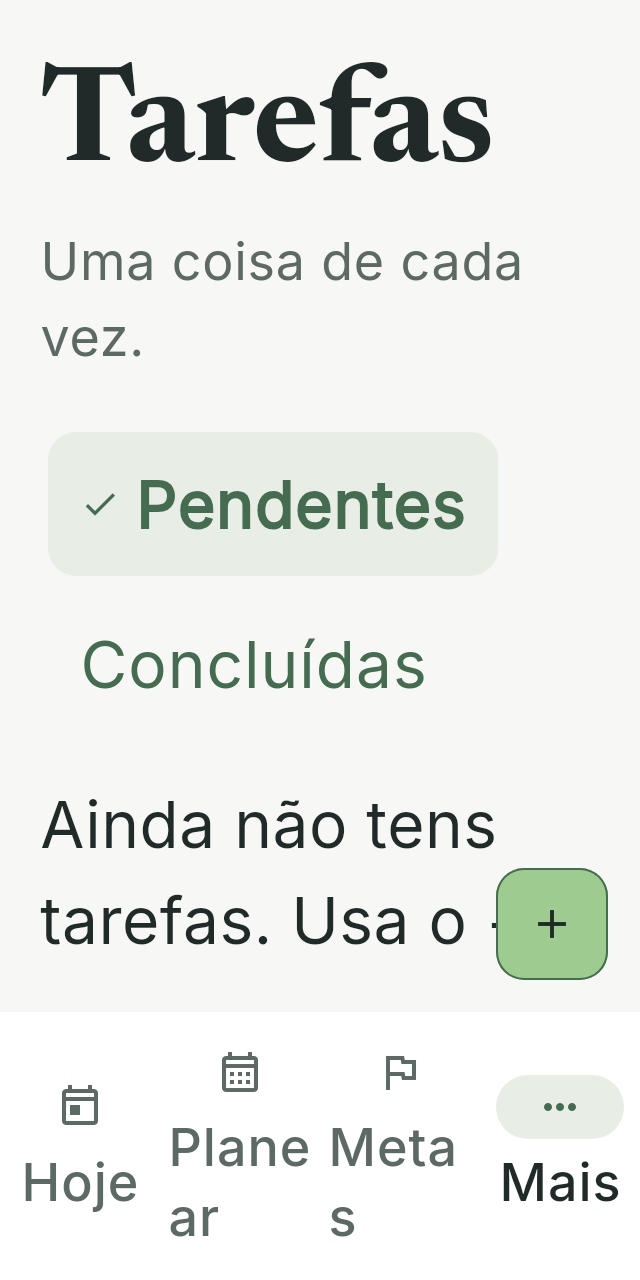 Tarefas
Uma coisa de cada
vez.
Pendentes
Concluídas
Ainda não tens
tarefas. Usa o
+
Hoje
Plane
ar
Meta
s
Mais